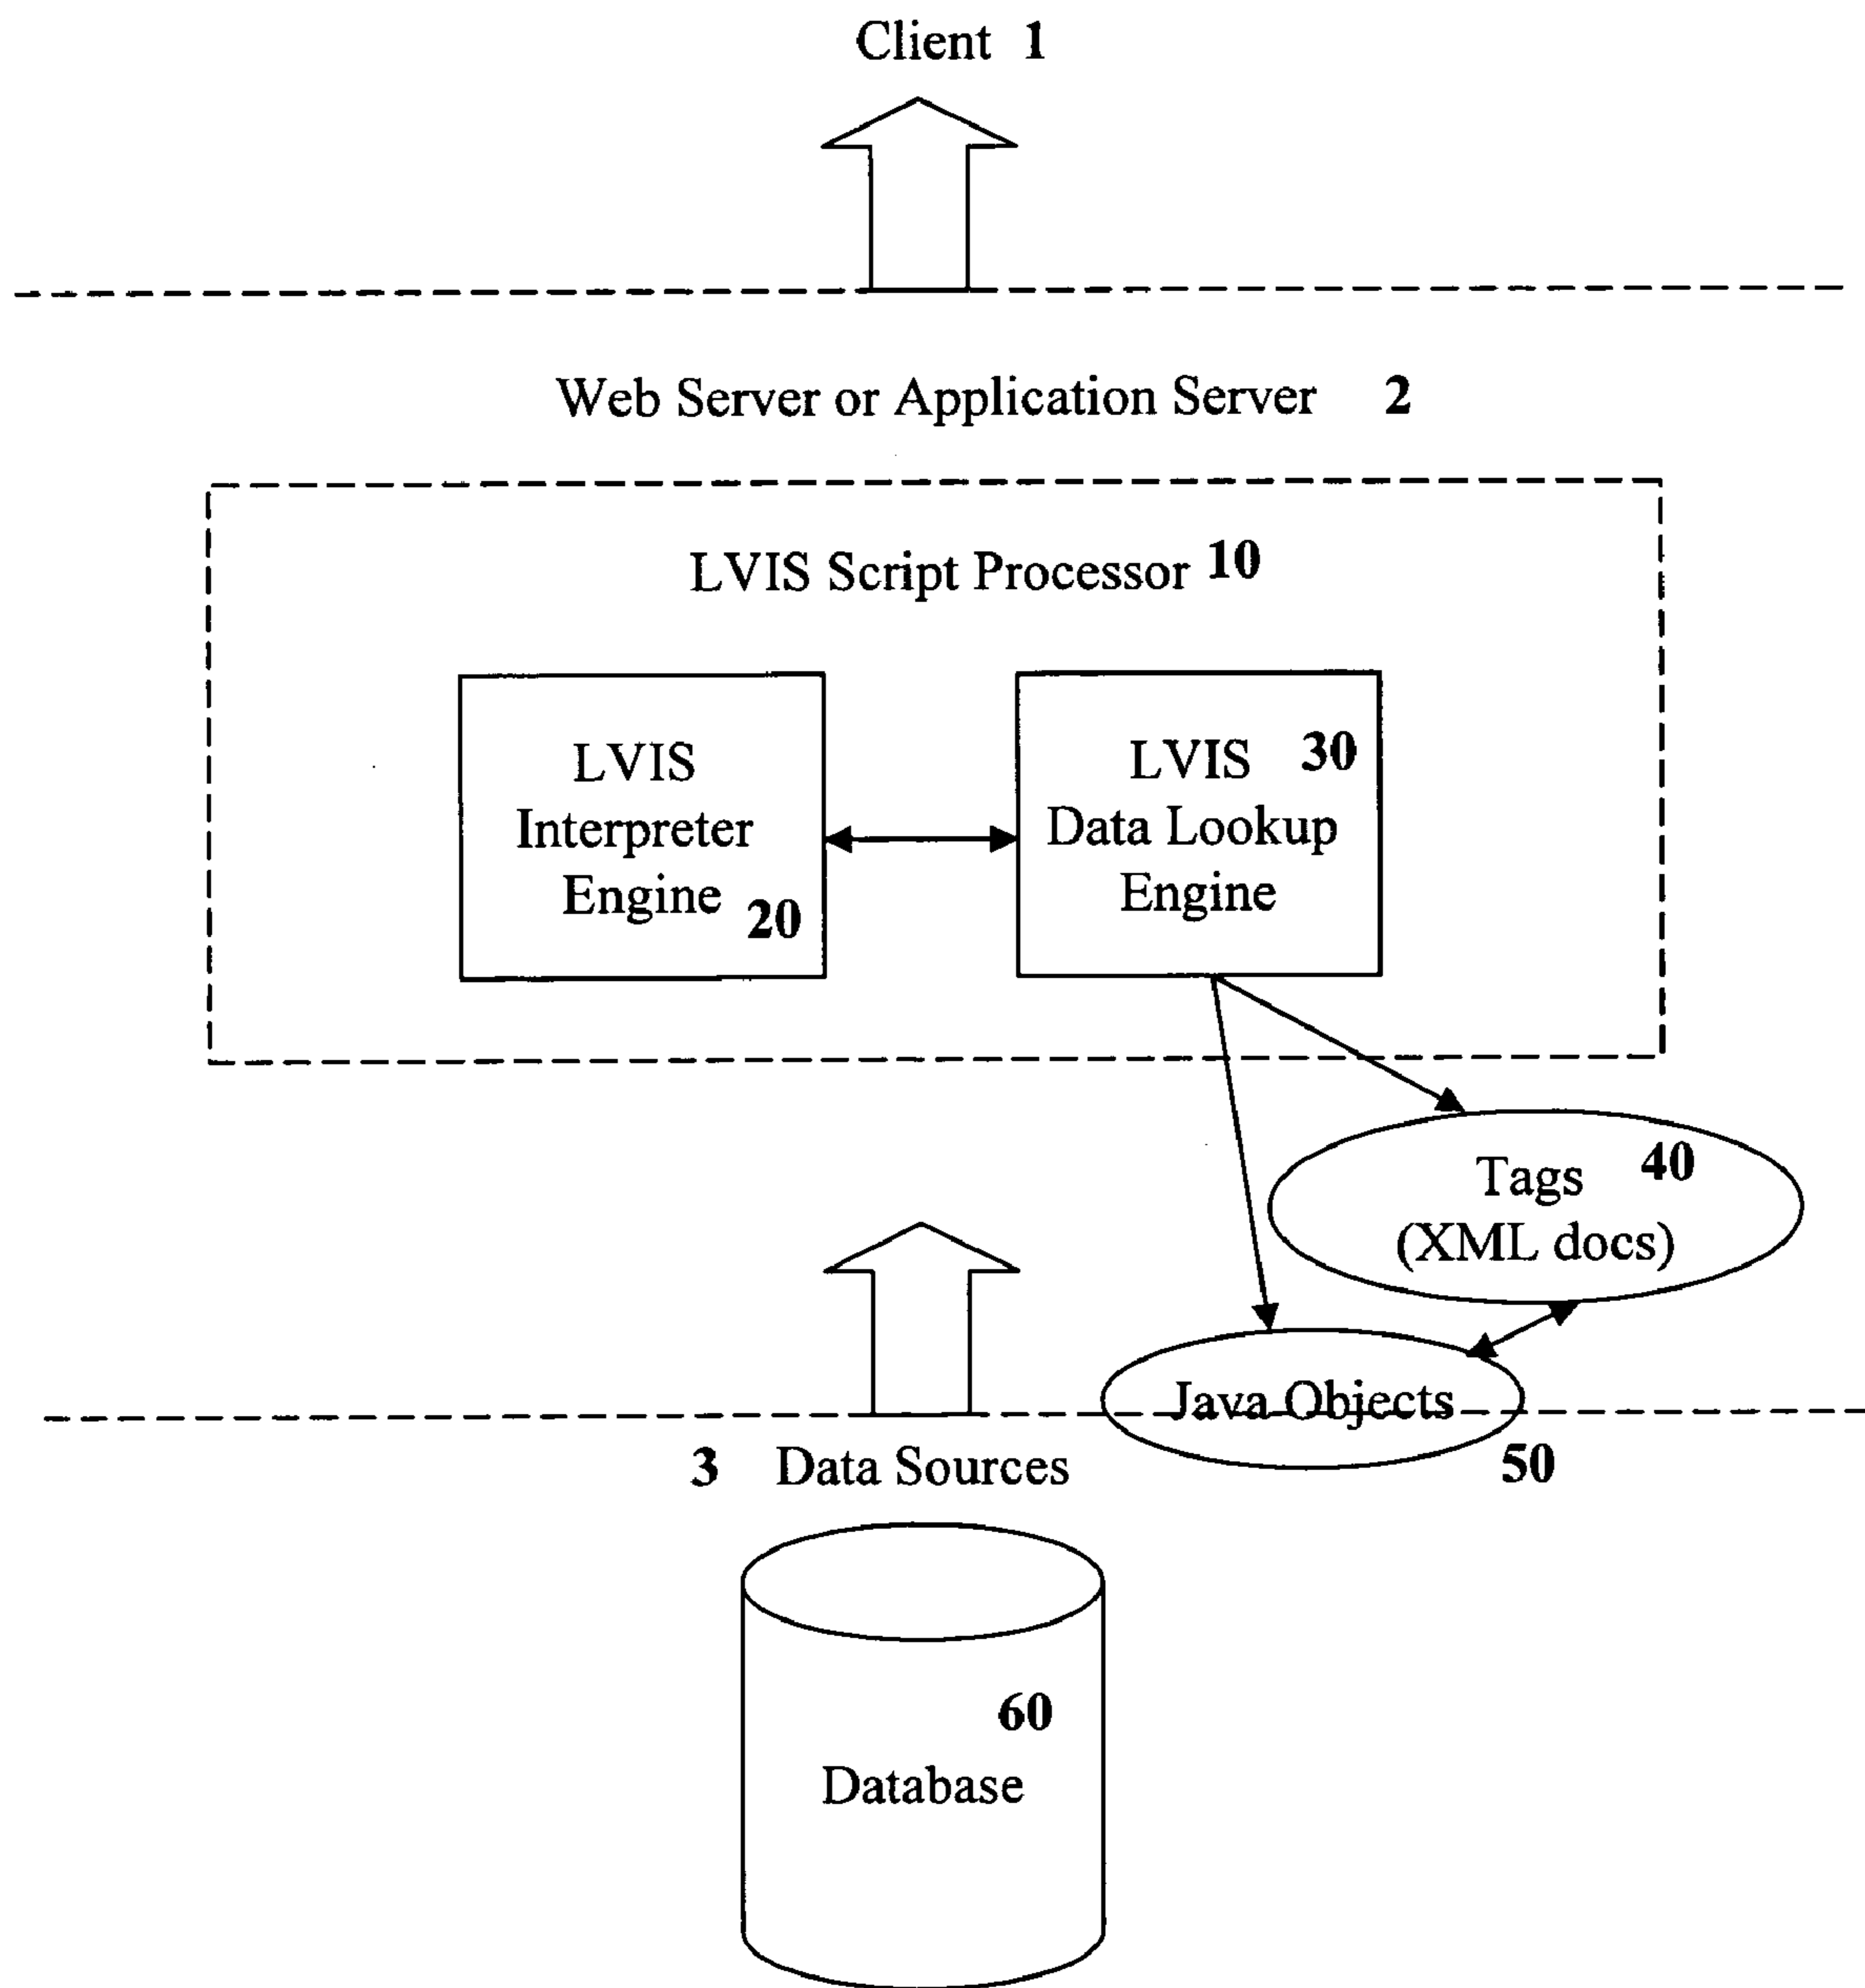 Client 1
Web Server or Application Server 2
LVIS Script Processor 10
LVIS
Interpreter
Engine 20
LVIS 30
Data Lookup
Engine
Tags 40
(XML docs)
Java Objects
3 Data Sources 50
60
Database